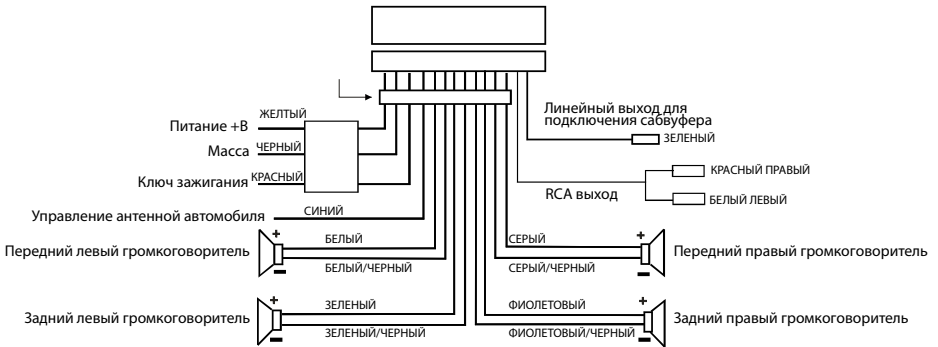 ЖЕЛТЫЙ
Питание +В
ЧЕРНЫЙ
Масса
КРАСНЫЙ
Ключ зажигания
СИНИЙ
Управление антенной автомобиля
БЕЛЫЙ
Передний левый громкоговоритель
БЕЛЫЙ/ЧЕРНЫЙ
ЗЕЛЕНЫЙ
Задний левый громкоговоритель
ЗЕЛЕНЫЙ/ЧЕРНЫЙ
Линейный выход для
подключения сабвуфера
ЗЕЛЕНЫЙ
КРАСНЫЙ ПРАВЫЙ
RCA выход
БЕЛЫЙ ЛЕВЫЙ
СЕРЫЙ
Передний правый громкоговоритель
СЕРЫЙ/ЧЕРНЫЙ
ФИОЛЕТОВЫЙ
Задний правый громкоговоритель
ФИОЛЕТОВЫЙ/ЧЕРНЫЙ